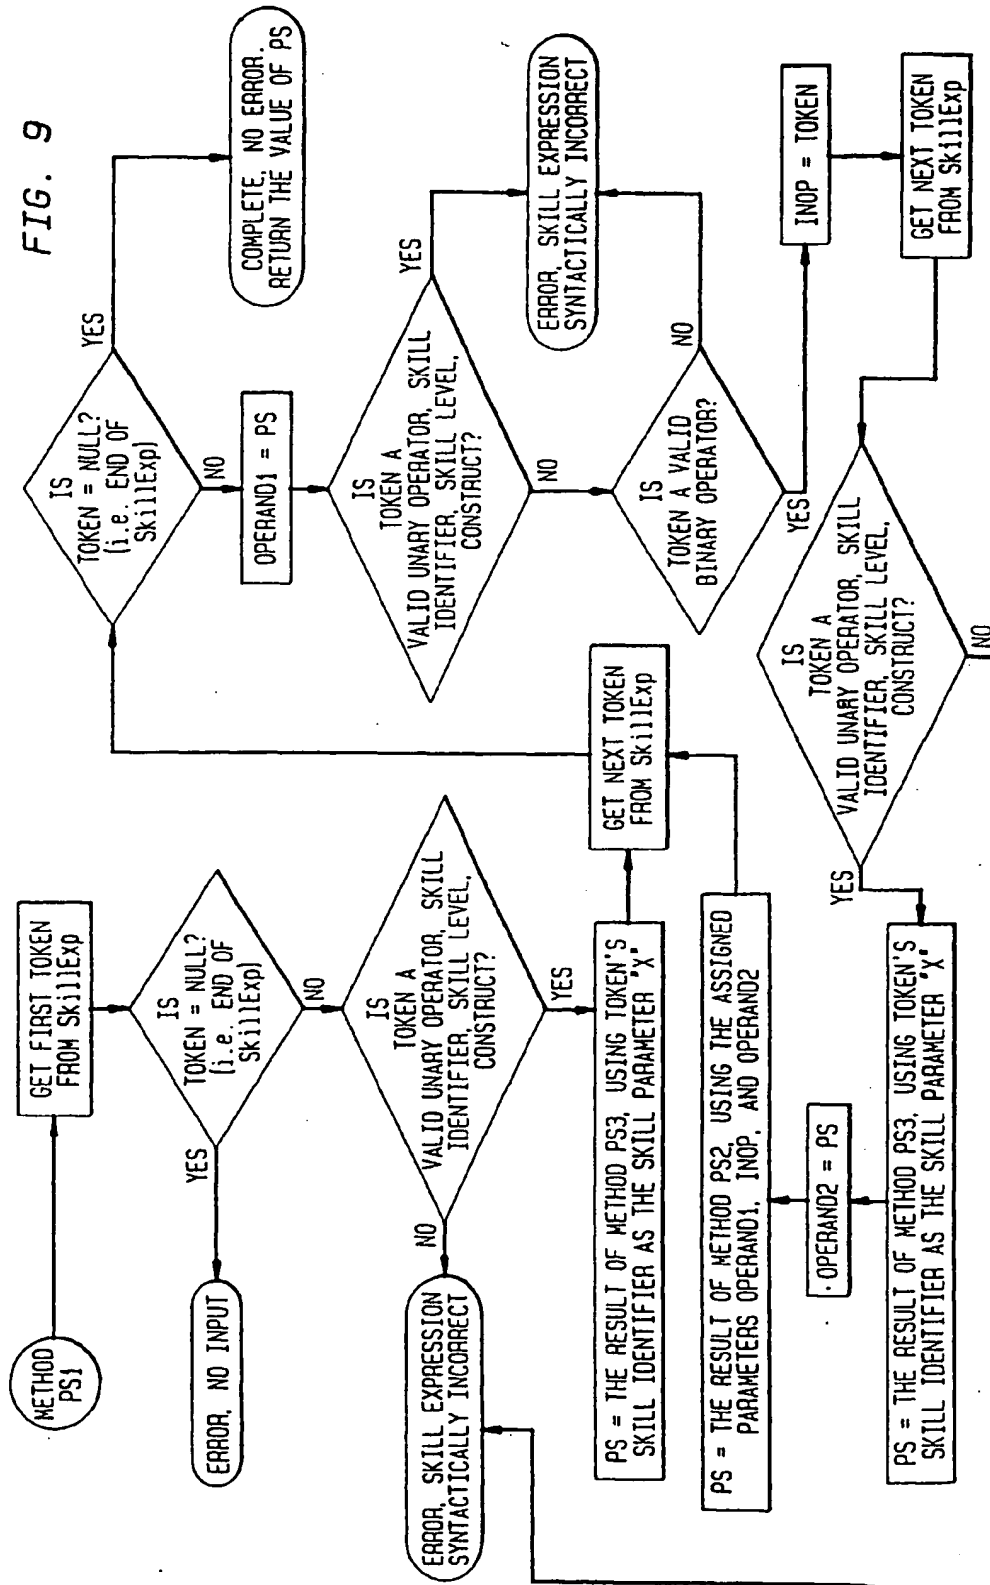 FIG. 9
METHOD
PS1
GET FIRST TOKEN
FROM SkillExp
IS
TOKEN = NULL?
(i.e. END OF
SkillExp)
YES
ERROR, NO INPUT
NO
IS
TOKEN A
VALID UNARY OPERATOR, SKILL
IDENTIFIER, SKILL LEVEL,
CONSTRUCT?
NO
ERROR, SKILL EXPRESSION
SYNTACTICALLY INCORRECT
YES
PS = THE RESULT OF METHOD PS3, USING TOKEN'S
SKILL IDENTIFIER AS THE SKILL PARAMETER "X"
GET NEXT TOKEN
FROM SkillExp
IS
TOKEN = NULL?
(i.e. END OF
SkillExp)
YES
COMPLETE, NO ERROR.
RETURN THE VALUE OF PS
NO
OPERAND1 = PS
IS
TOKEN A
VALID UNARY OPERATOR, SKILL
IDENTIFIER, SKILL LEVEL,
CONSTRUCT?
YES
ERROR, SKILL EXPRESSION
SYNTACTICALLY INCORRECT
NO
IS
TOKEN A VALID
BINARY OPERATOR?
NO
YES
INOP = TOKEN
GET NEXT TOKEN
FROM SkillExp
IS
TOKEN A
VALID UNARY OPERATOR, SKILL
IDENTIFIER, SKILL LEVEL,
CONSTRUCT?
NO
YES
PS = THE RESULT OF METHOD PS3, USING TOKEN'S
SKILL IDENTIFIER AS THE SKILL PARAMETER "X"
OPERAND2 = PS
PS = THE RESULT OF METHOD PS2, USING THE ASSIGNED
PARAMETERS OPERAND1, INOP, AND OPERAND2